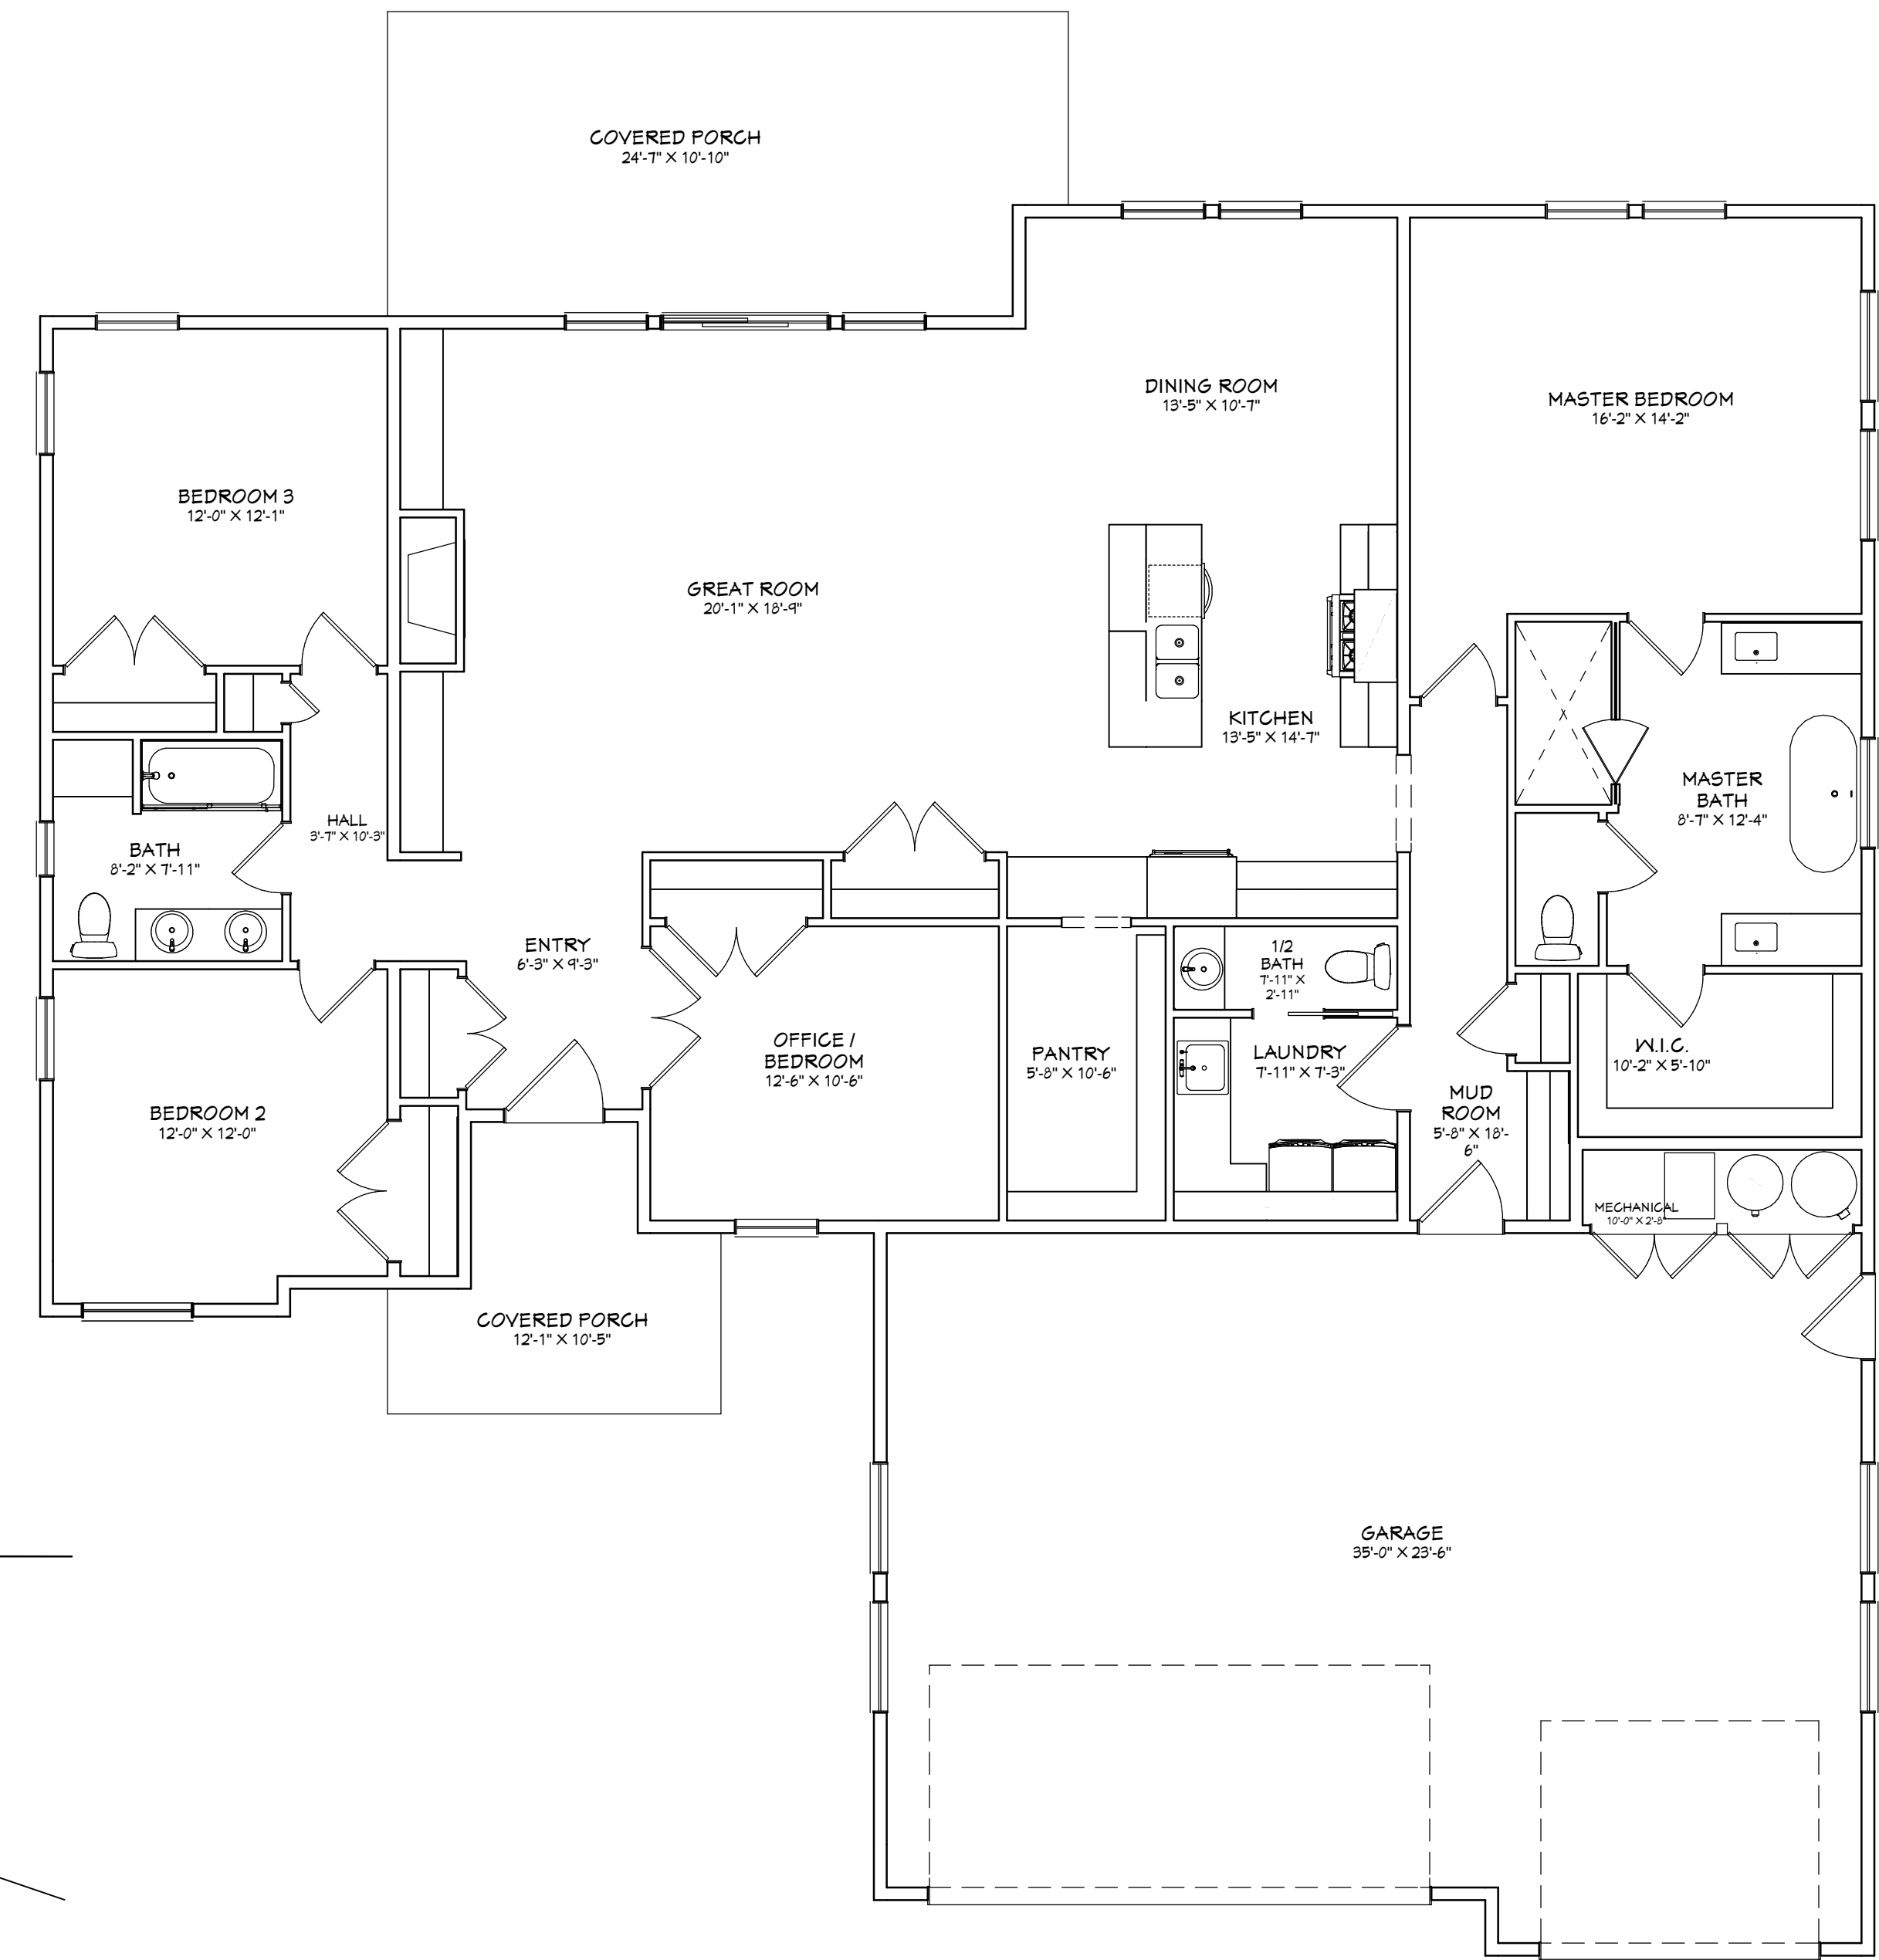 COVERED PORCH
24'-7" X 10'-10"
DINING ROOM
13'-5" X 10'-7"
MASTER BEDROOM
16'-2" X 14'-2"
BEDROOM 3
12'-0" X 12'-1"
GREAT ROOM
20'-1" X 18'-9"
KITCHEN
13'-5" X 14'-7"
MASTER
BATH
8'-7" X 12'-4"
HALL
3'-7" X 10'-3"
BATH
8'-2" X 7'-11"
ENTRY
6'-3" X 9'-3"
1/2
BATH
7'-11" X
2'-11"
OFFICE /
BEDROOM
12'-6" X 10'-6"
PANTRY
5'-8" X 10'-6"
LAUNDRY
7'-11" X 7'-3"
W.I.C.
10'-2" X 5'-10"
MUD
ROOM
5'-8" X 18'-
6"
BEDROOM 2
12'-0" X 12'-0"
MECHANICAL
10'-0" X 2'-8"
COVERED PORCH
12'-1" X 10'-5"
GARAGE
35'-0" X 23'-6"